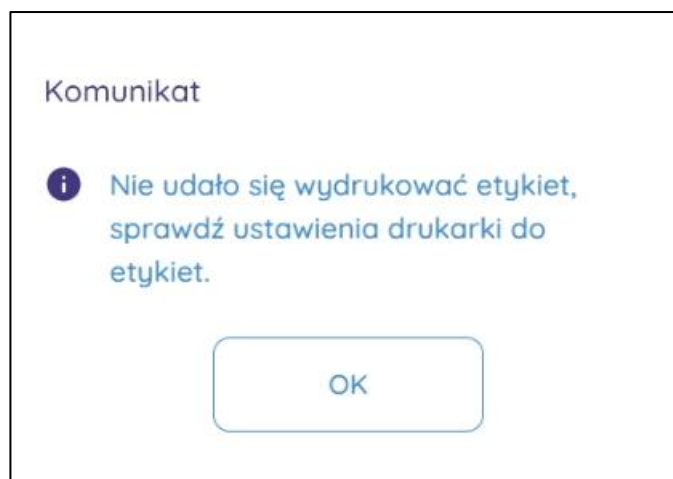 Komunikat
Nie udało się wydrukować etykiet,
sprawdź ustawienia drukarki do
etykiet.
OK